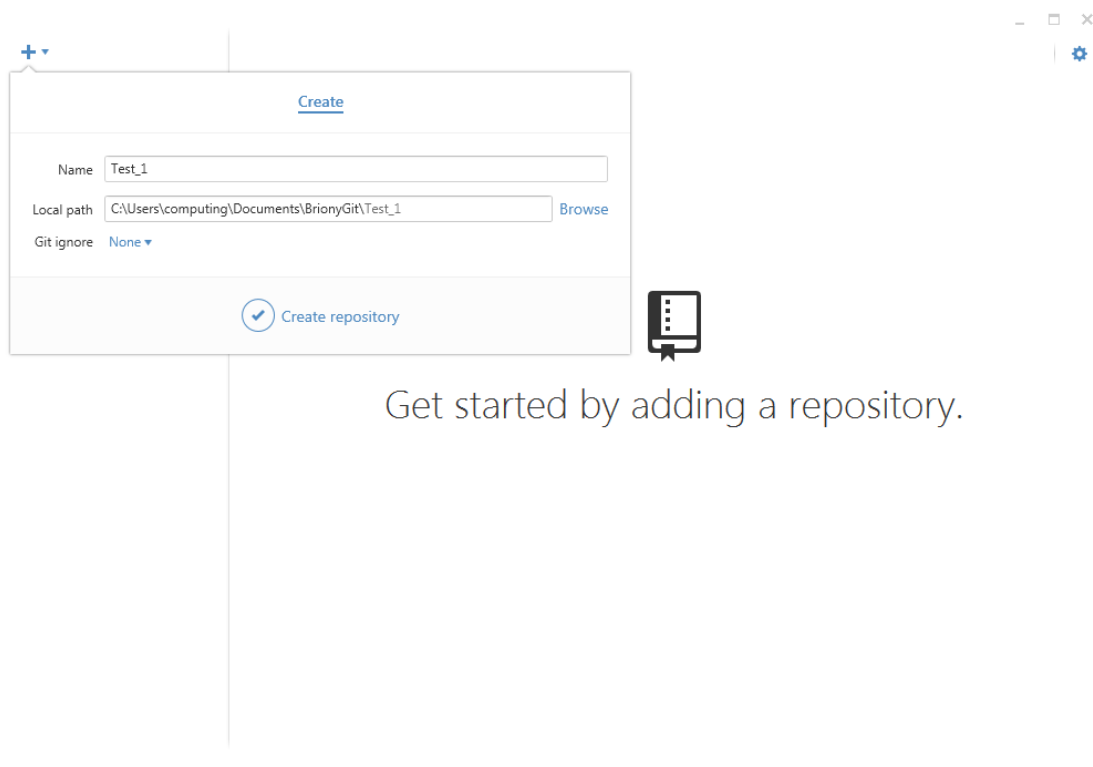 Create
Name Test_1
Local path C:\Users\computing\Documents\BrionyGit\Test_1 Browse
Git ignore None
Create repository
Get started by adding a repository.